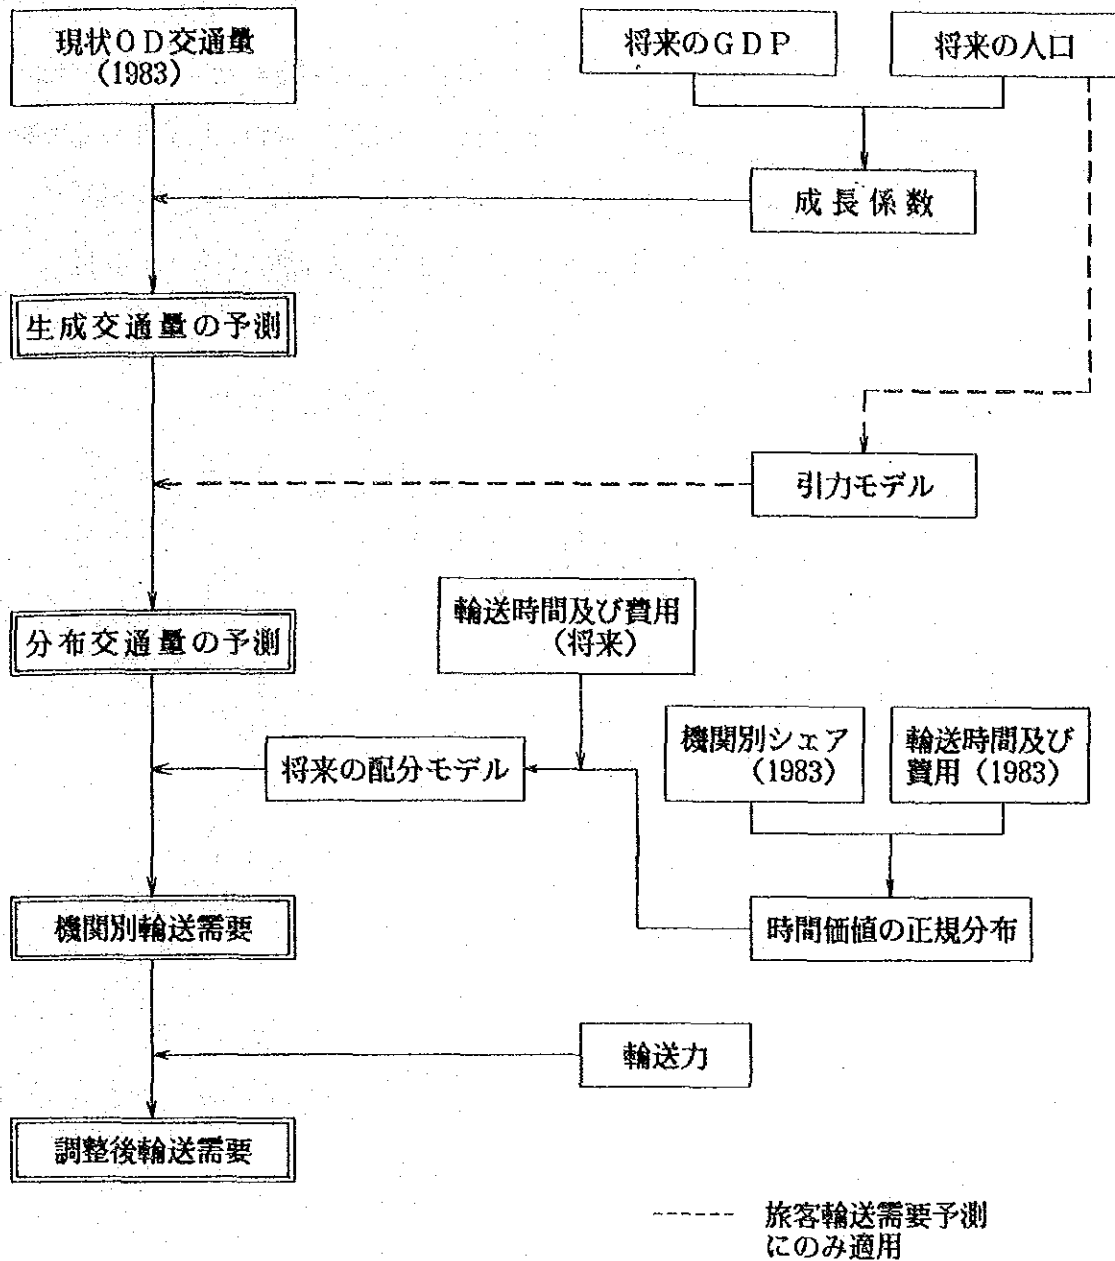 現状OD交通量
(1983)
将来のGDP
将来の人口
成長係数
生成交通量の予測
引力モデル
輸送時間及び費用
(将来)
分布交通量の予測
機関別シェア
(1983)
輸送時間及び
費用(1983)
将来の配分モデル
機関別輸送需要
時間価値の正規分布
輸送力
調整後輸送需要
旅客輸送需要予測
にのみ適用